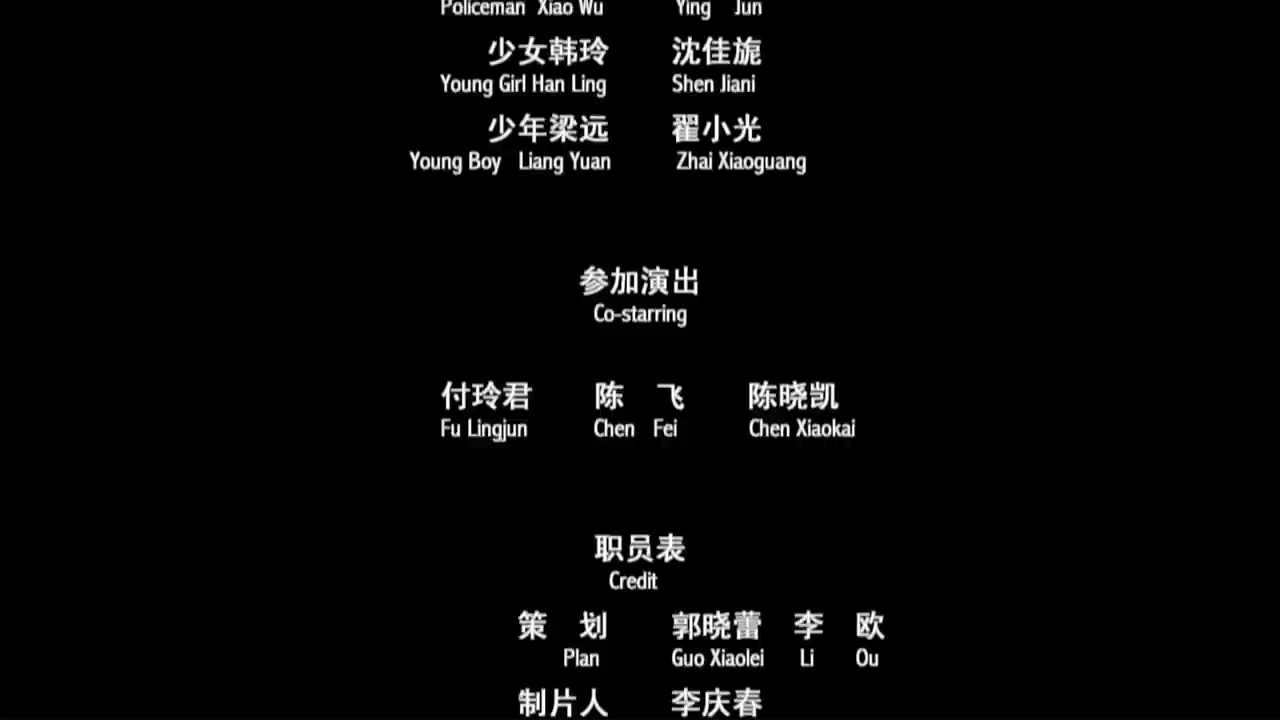 Policeman Xiao Wu Ying Jun
少女韩玲 沈佳旎
Young Girl Han Ling Shen Jiani
少年梁远 翟小光
Young Boy Liang Yuan Zhai Xiaoguang
参加演出
Co-starring
付玲君 陈 飞 陈晓凯
Fu Lingjun Chen Fei Chen Xiaokai
职员表
Credit
策 划 郭晓蕾 李 欧
Plan Guo Xiaolei Li Ou
制片人 李庆春